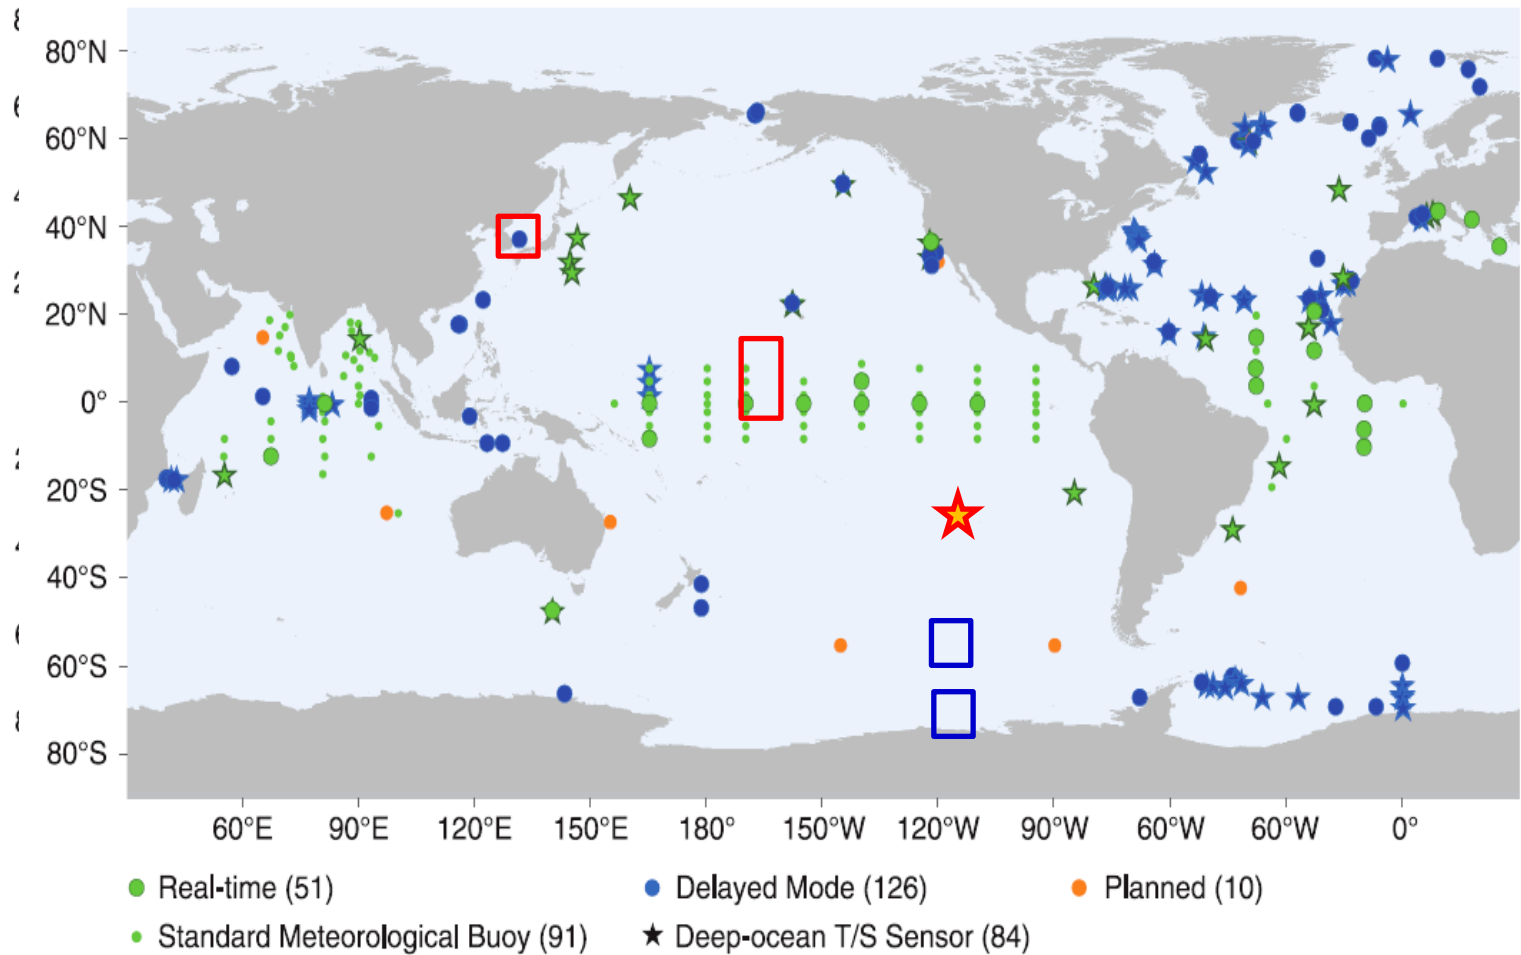 80°N
60°N
40°N
20°N
0°
20°S
40°S
60°S
80°S
60°E 90°E 120°E 150°E 180° 150°W 120°W 90°W 60°W 60°W 0°
Real-time (51) Delayed Mode (126) Planned (10)
Standard Meteorological Buoy (91) Deep-ocean T/S Sensor (84)